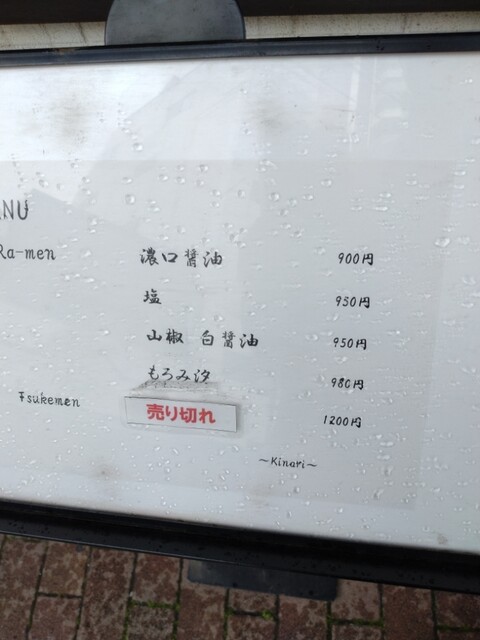 NU
Ra-men 濃口醤油 900円
塩 950円
山椒 白醤油 950円
もろみ汐 980円
Tsukemen 売り切れ 1200円
~Kinari~